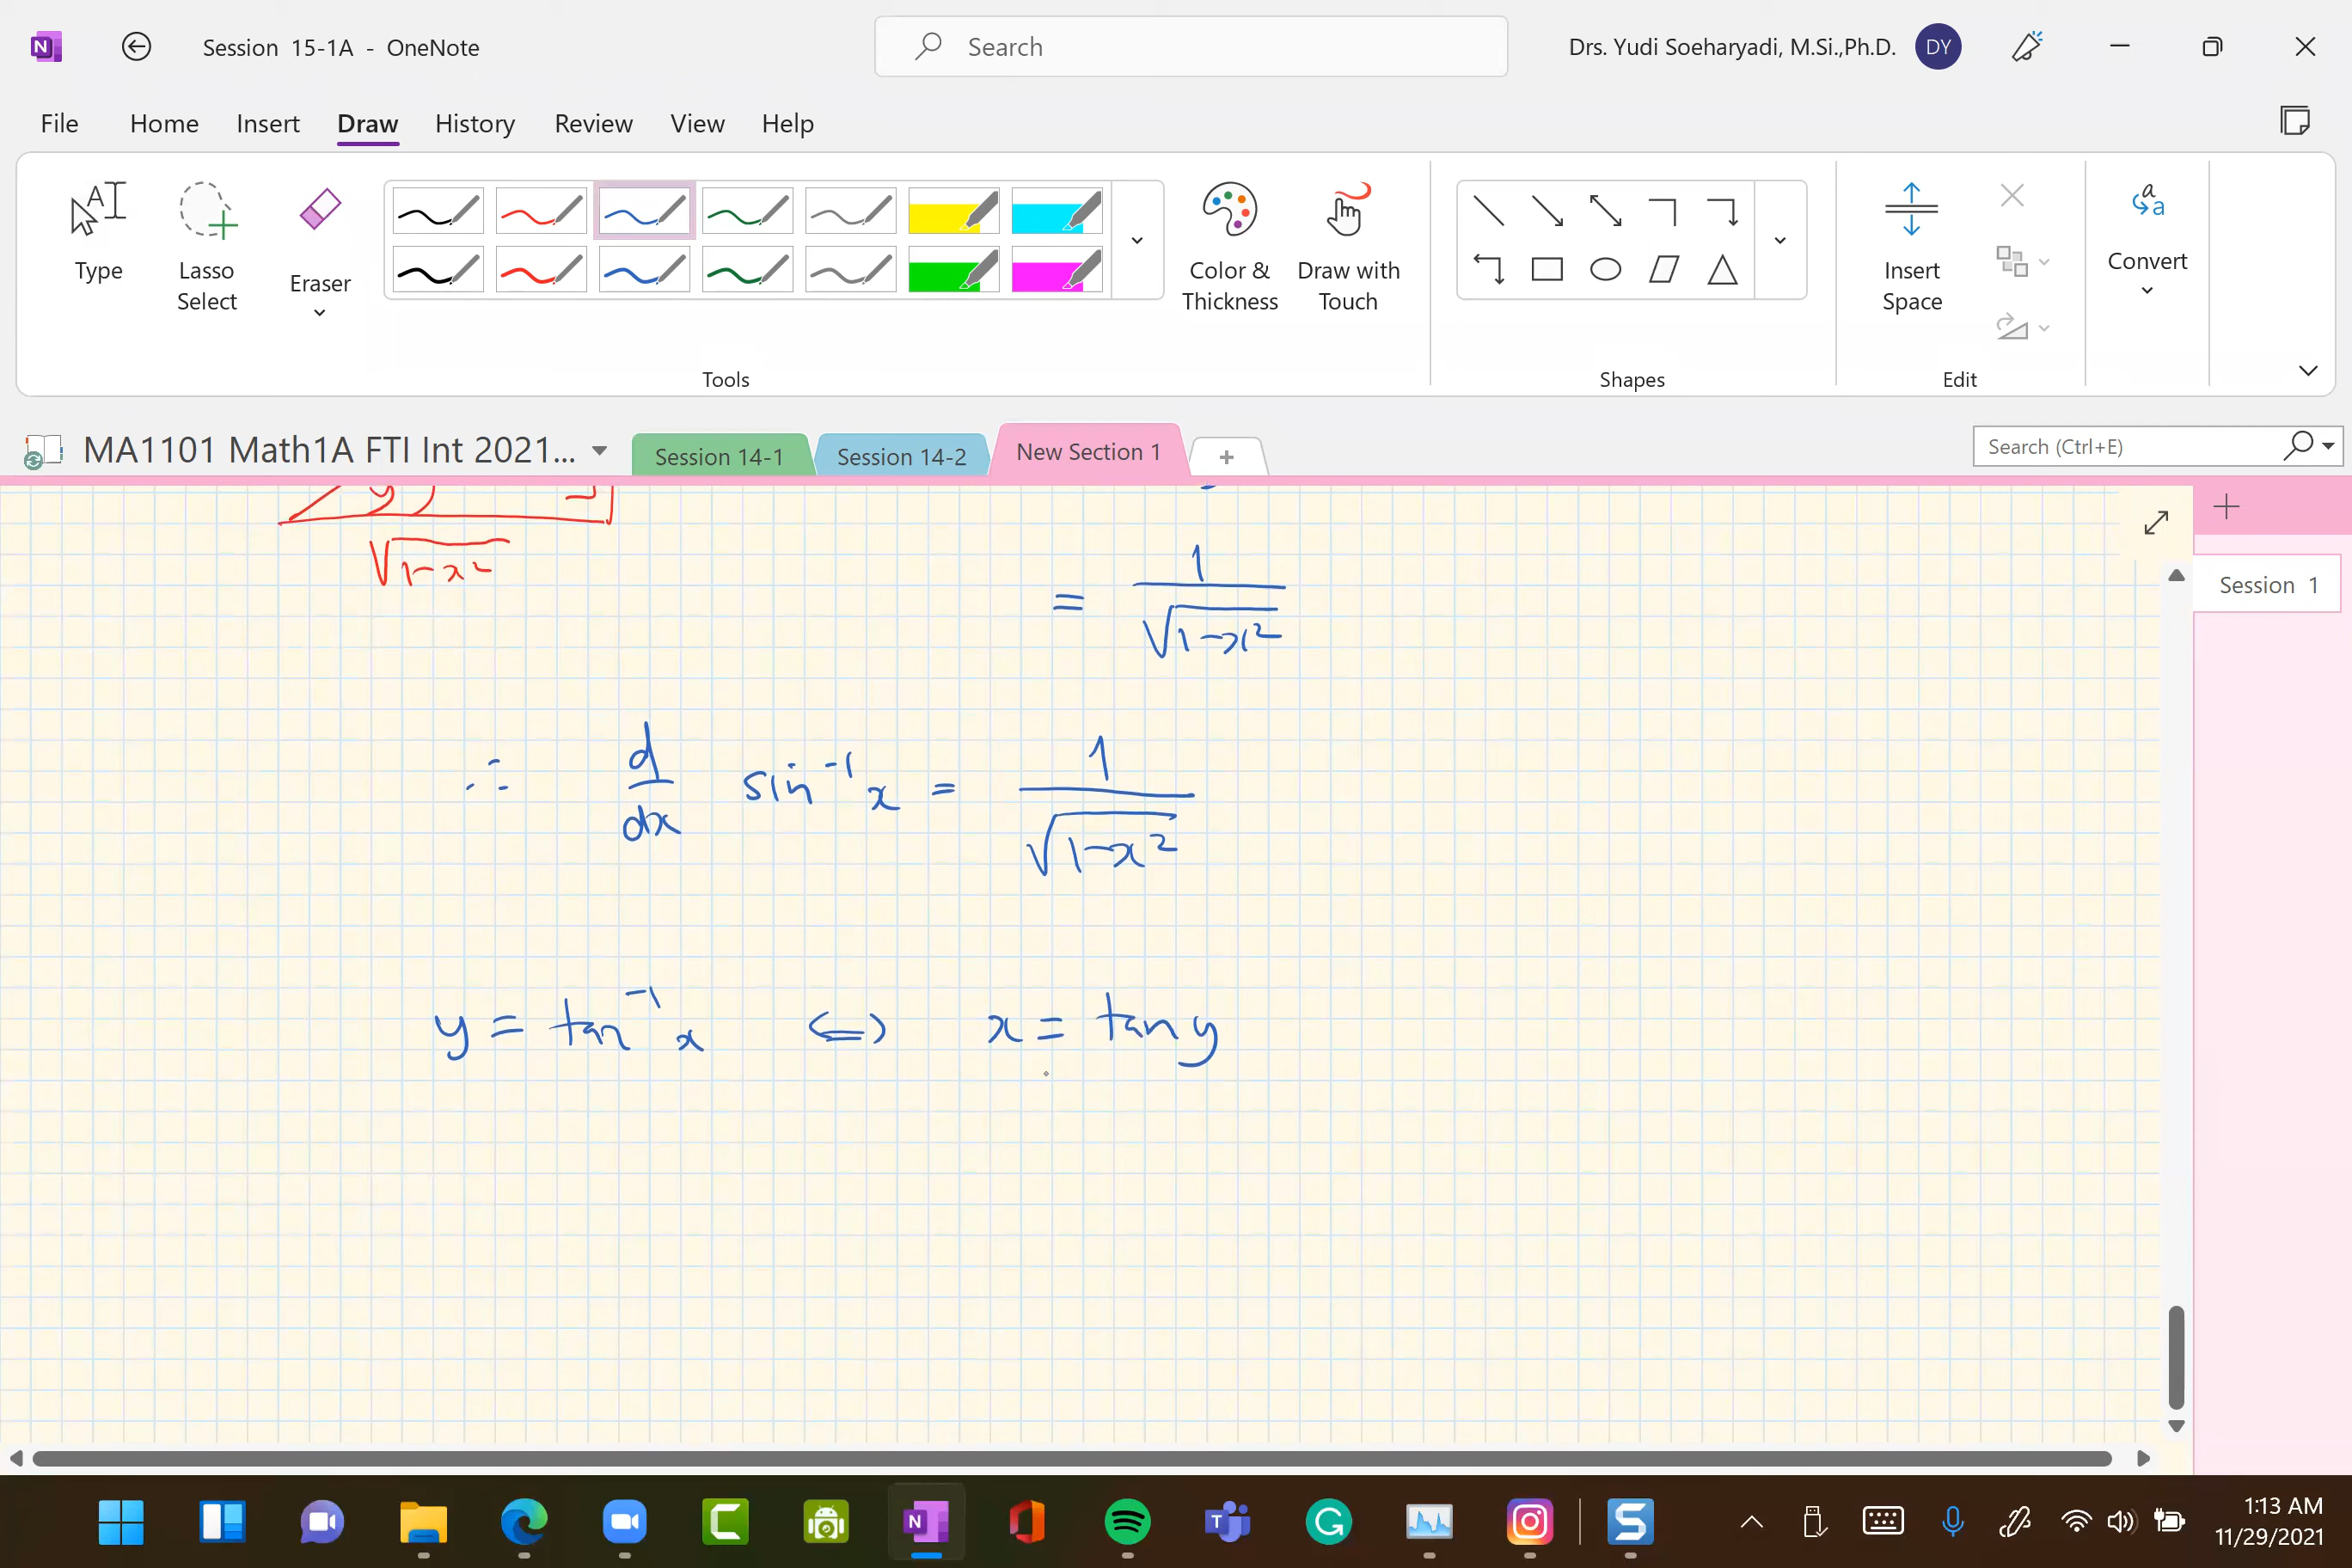 Session 15-1A - OneNote
Search
Drs. Yudi Soeharyadi, M.Si.,Ph.D.
DY
File Home Insert Draw History Review View Help
Type
Lasso Select
Eraser
Color & Thickness
Draw with Touch
Insert Space
Convert
Tools
Shapes
Edit
MA1101 Math1A FTI Int 2021...
Session 14-1
Session 14-2
New Section 1
Search (Ctrl+E)
Session 1
y
√(1-x²)
= 1/√(1-x²)
∴ d/dx sin⁻¹x = 1/√(1-x²)
y = tan⁻¹x ⇔ x = tan y
1:13 AM
11/29/2021